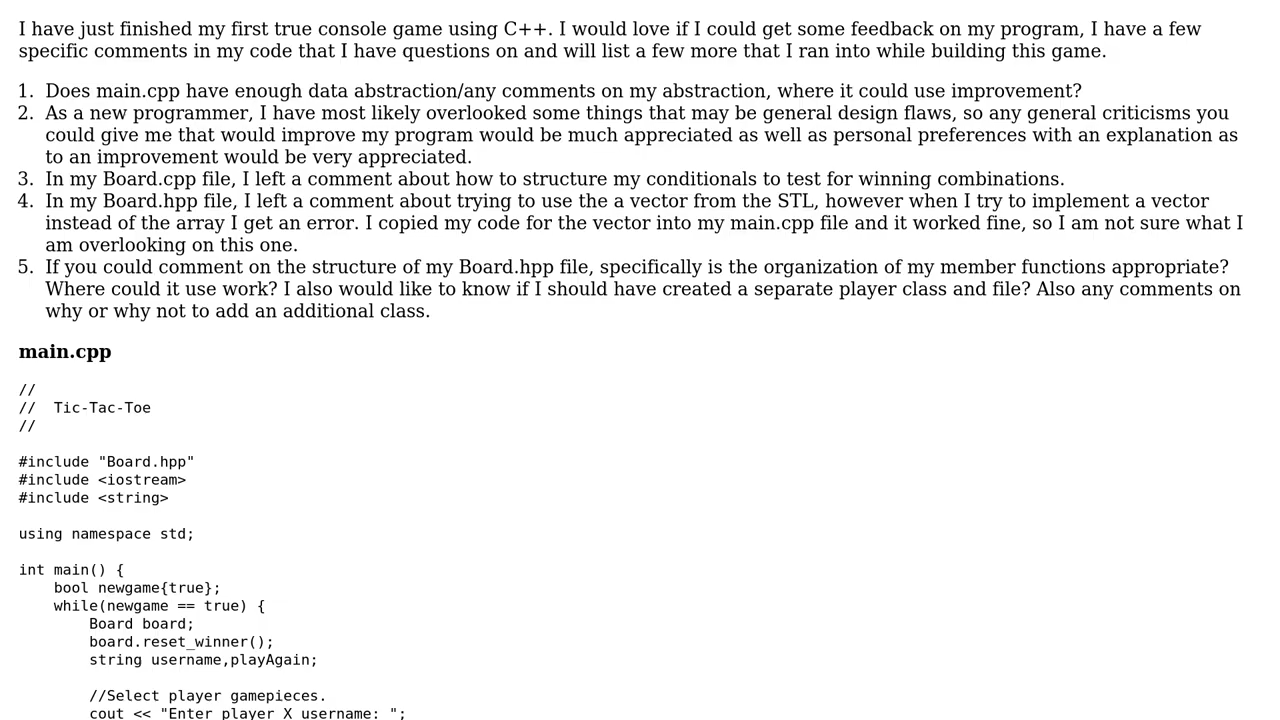 I have just finished my first true console game using C++. I would love if I could get some feedback on my program, I have a few
specific comments in my code that I have questions on and will list a few more that I ran into while building this game.
1. Does main.cpp have enough data abstraction/any comments on my abstraction, where it could use improvement?
2. As a new programmer, I have most likely overlooked some things that may be general design flaws, so any general criticisms you
could give me that would improve my program would be much appreciated as well as personal preferences with an explanation as
to an improvement would be very appreciated.
3. In my Board.cpp file, I left a comment about how to structure my conditionals to test for winning combinations.
4. In my Board.hpp file, I left a comment about trying to use the a vector from the STL, however when I try to implement a vector
instead of the array I get an error. I copied my code for the vector into my main.cpp file and it worked fine, so I am not sure what I
am overlooking on this one.
5. If you could comment on the structure of my Board.hpp file, specifically is the organization of my member functions appropriate?
Where could it use work? I also would like to know if I should have created a separate player class and file? Also any comments on
why or why not to add an additional class.
main.cpp
//
//  Tic-Tac-Toe
//
#include "Board.hpp"
#include <iostream>
#include <string>
using namespace std;
int main() {
    bool newgame{true};
    while(newgame == true) {
        Board board;
        board.reset_winner();
        string username,playAgain;
        //Select player gamepieces.
        cout << "Enter player X username: ";